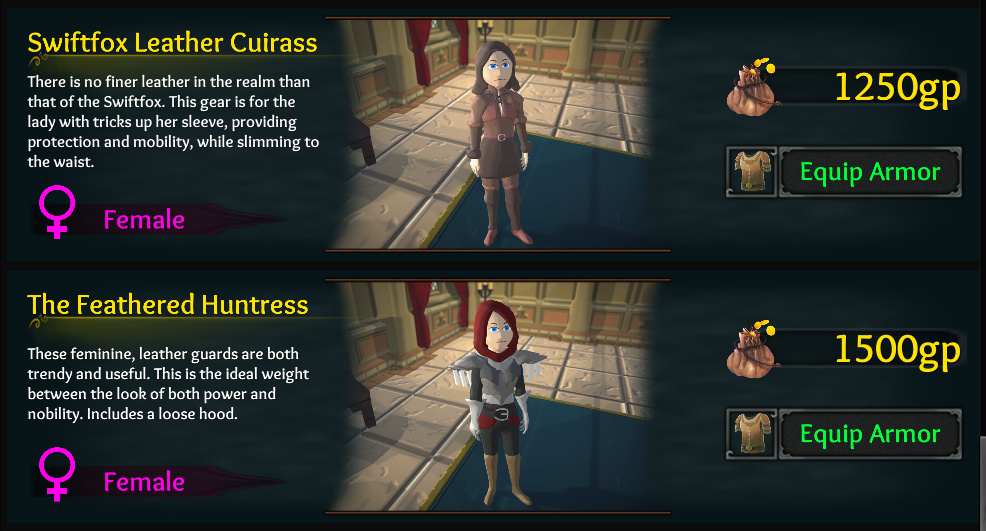 Swiftfox Leather Cuirass
There is no finer leather in the realm than
that of the Swiftfox. This gear is for the
lady with tricks up her sleeve, providing
protection and mobility, while slimming to
the waist.
Female
1250gp
Equip Armor
The Feathered Huntress
These feminine, leather guards are both
trendy and useful. This is the ideal weight
between the look of both power and
nobility. Includes a loose hood.
Female
1500gp
Equip Armor